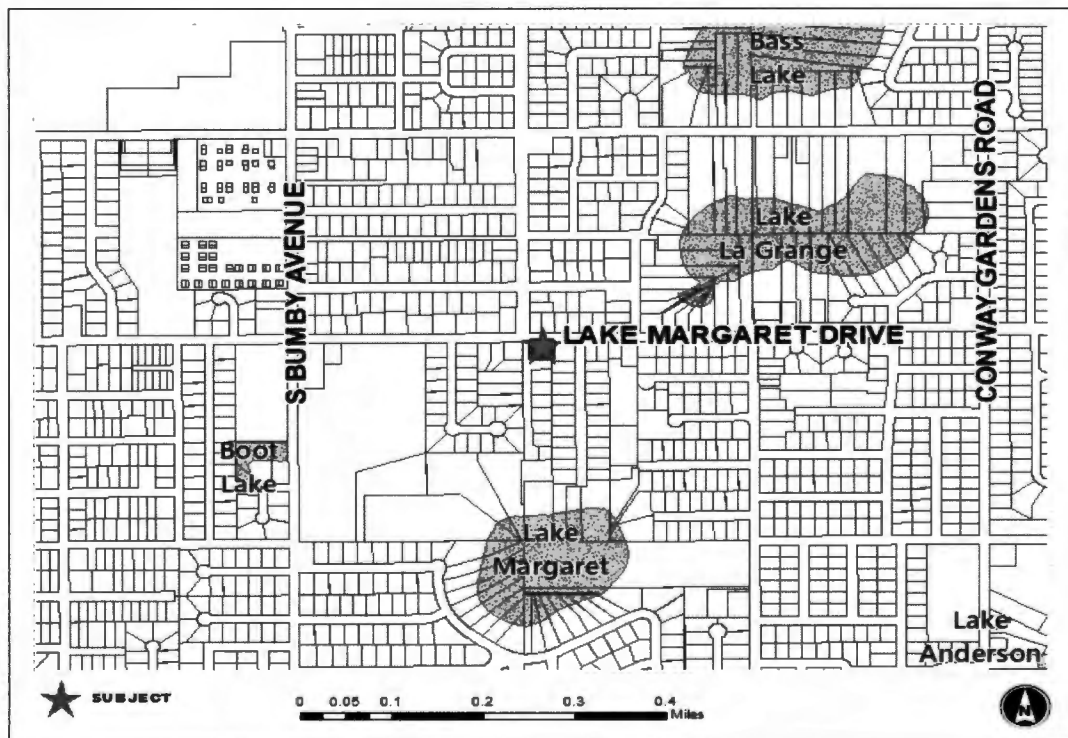 Bass
Lake
CONWAY GARDENS ROAD
S BUMBY AVENUE
Lake
La Grange
LAKE MARGARET DRIVE
Boot
Lake
Lake
Margaret
Lake
Anderson
SUBJECT
0 0.05 0.1 0.2 0.3 0.4
Miles
N